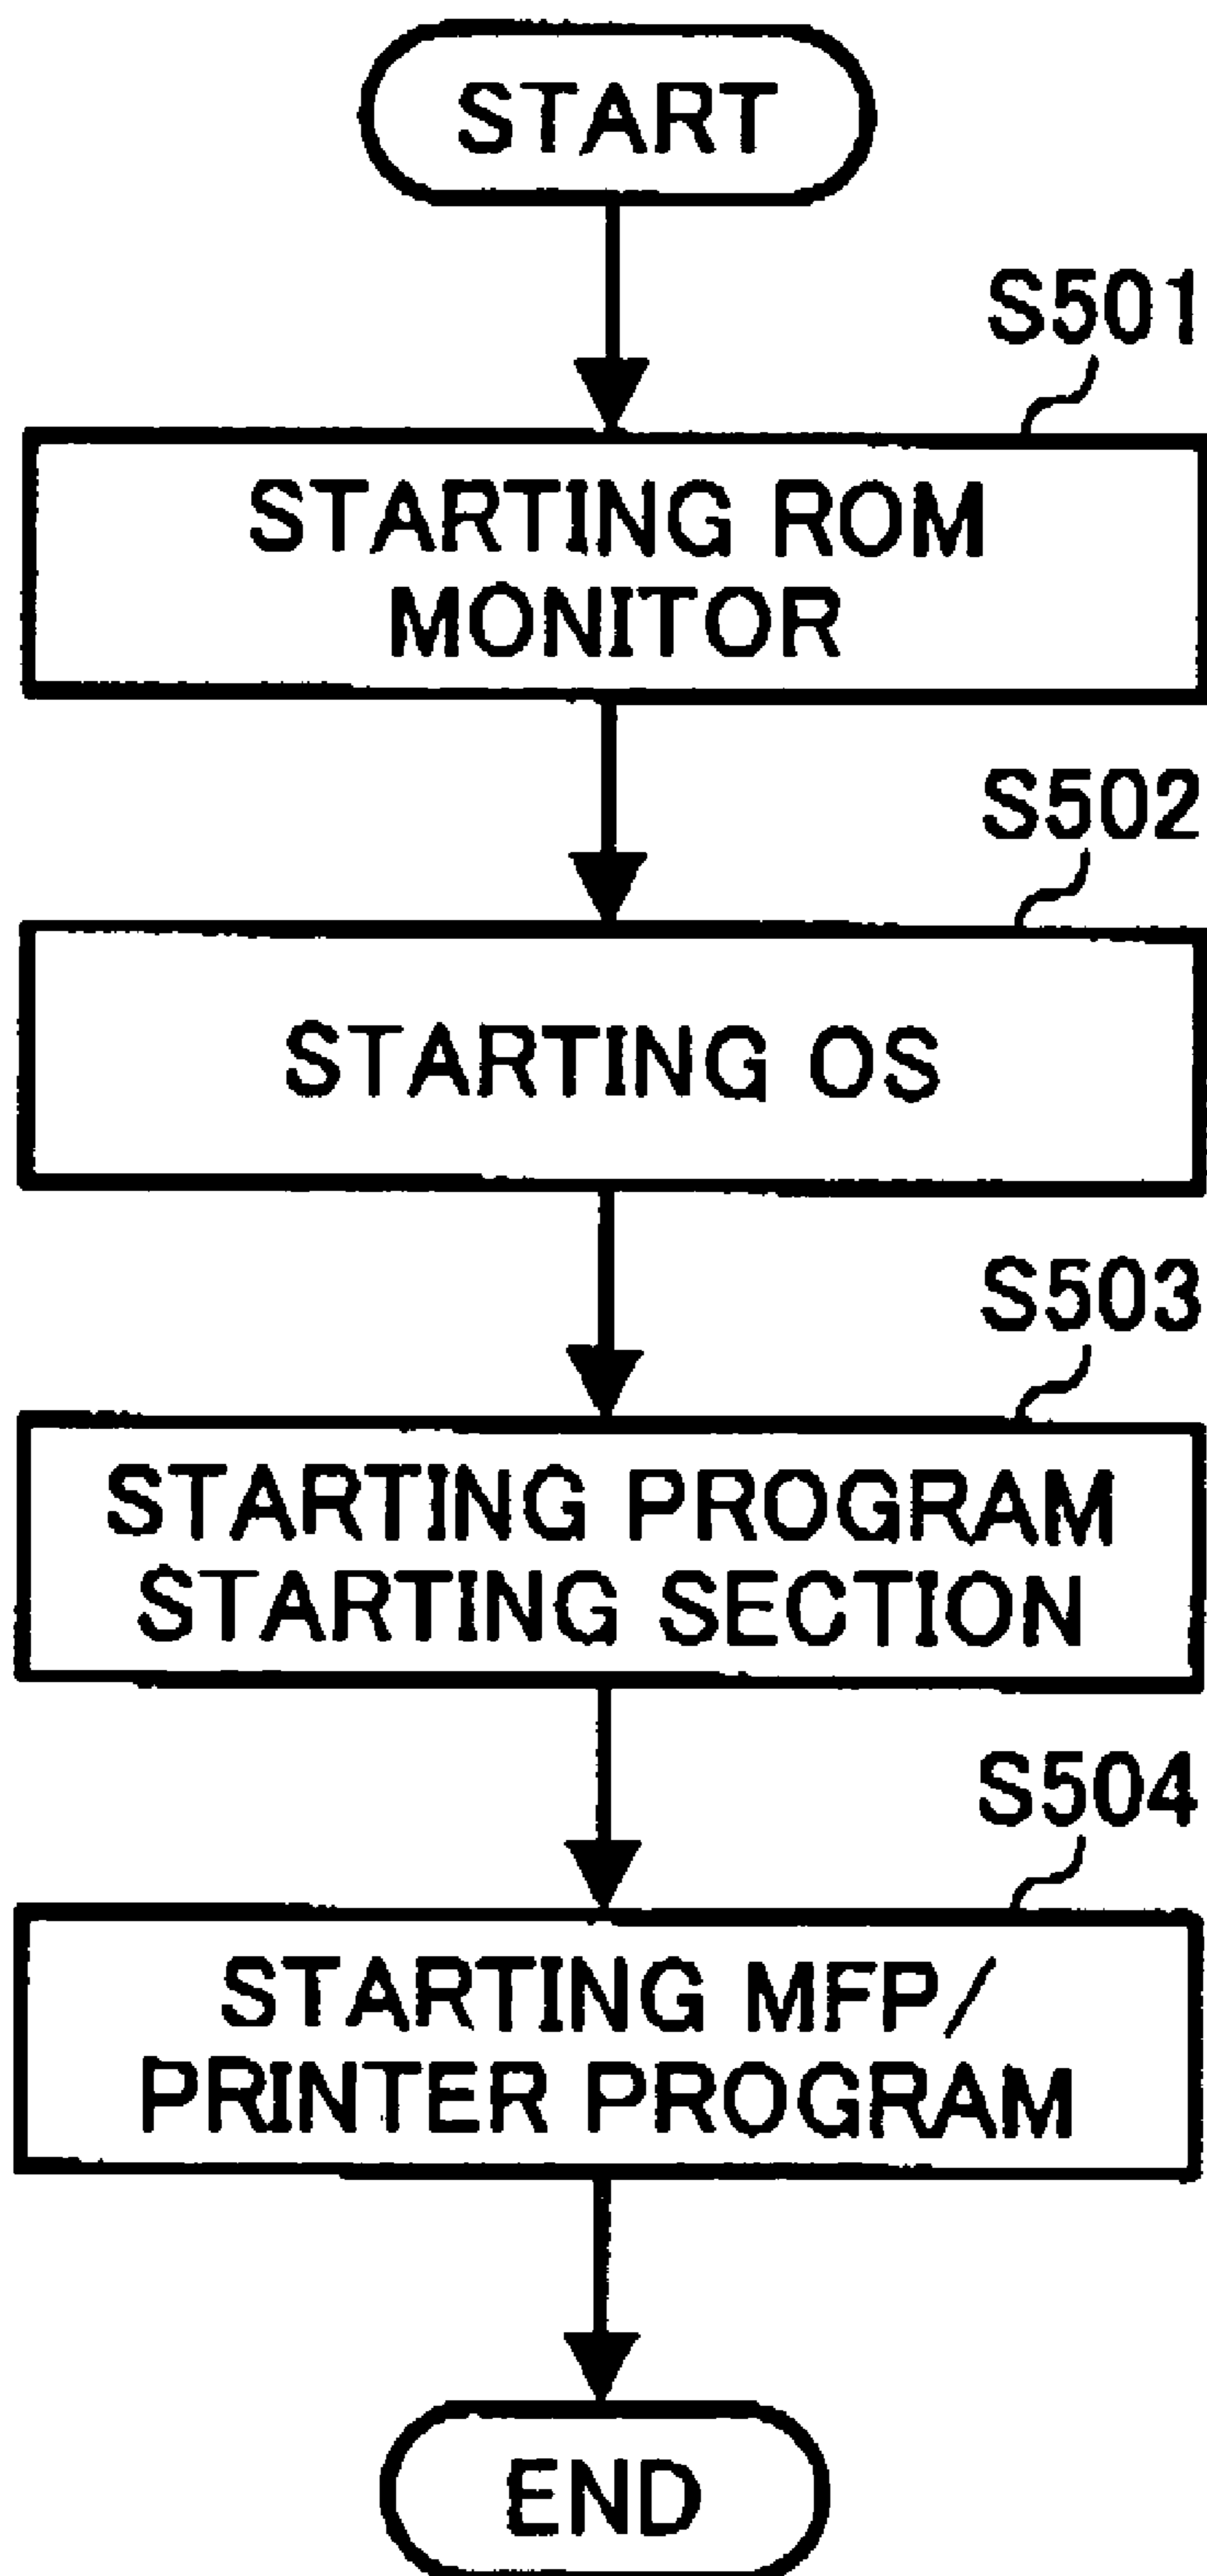 START
S501
STARTING ROM
MONITOR
S502
STARTING OS
S503
STARTING PROGRAM
STARTING SECTION
S504
STARTING MFP/
PRINTER PROGRAM
END